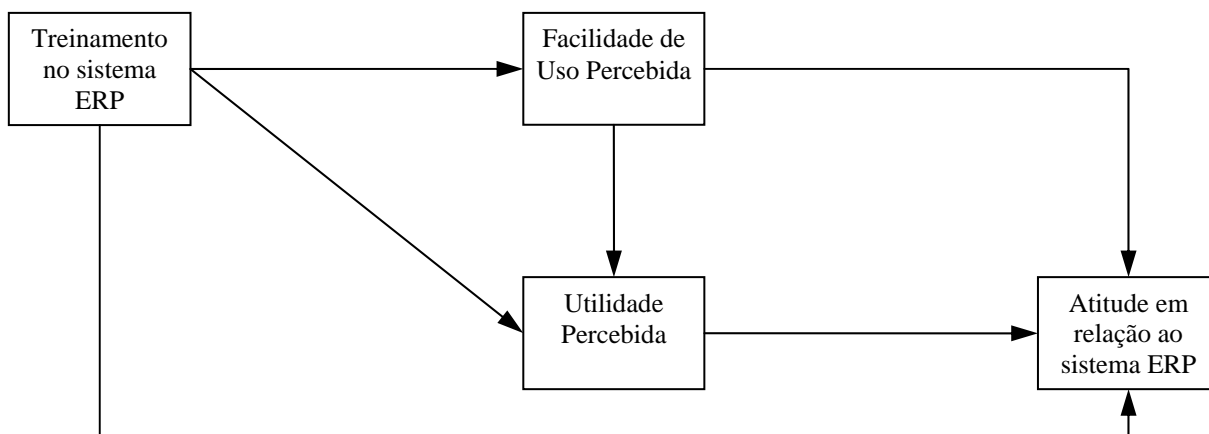 Treinamento
no sistema
ERP
Facilidade de
Uso Percebida
Utilidade
Percebida
Atitude em
relação ao
sistema ERP